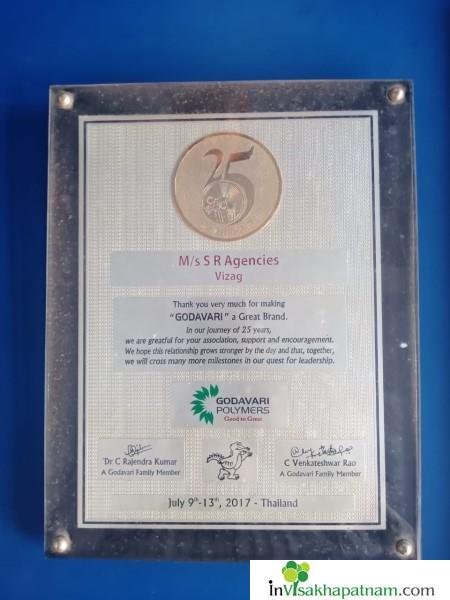 25
M/s S R Agencies
Vizag
Thank you very much for making
"GODAVARI" a Great Brand.
In our journey of 25 years,
we are greatful for your association, support and encouragement.
We hope this relationship grows stronger by the day and that, together,
we will cross many more milestones in our quest for leadership.
GODAVARI
POLYMERS
Good to Great
Dr C Rajendra Kumar
A Godavari Family Member
C Venkateshwar Rao
A Godavari Family Member
July 9th-13th, 2017 - Thailand
inVisakhapatnam.com